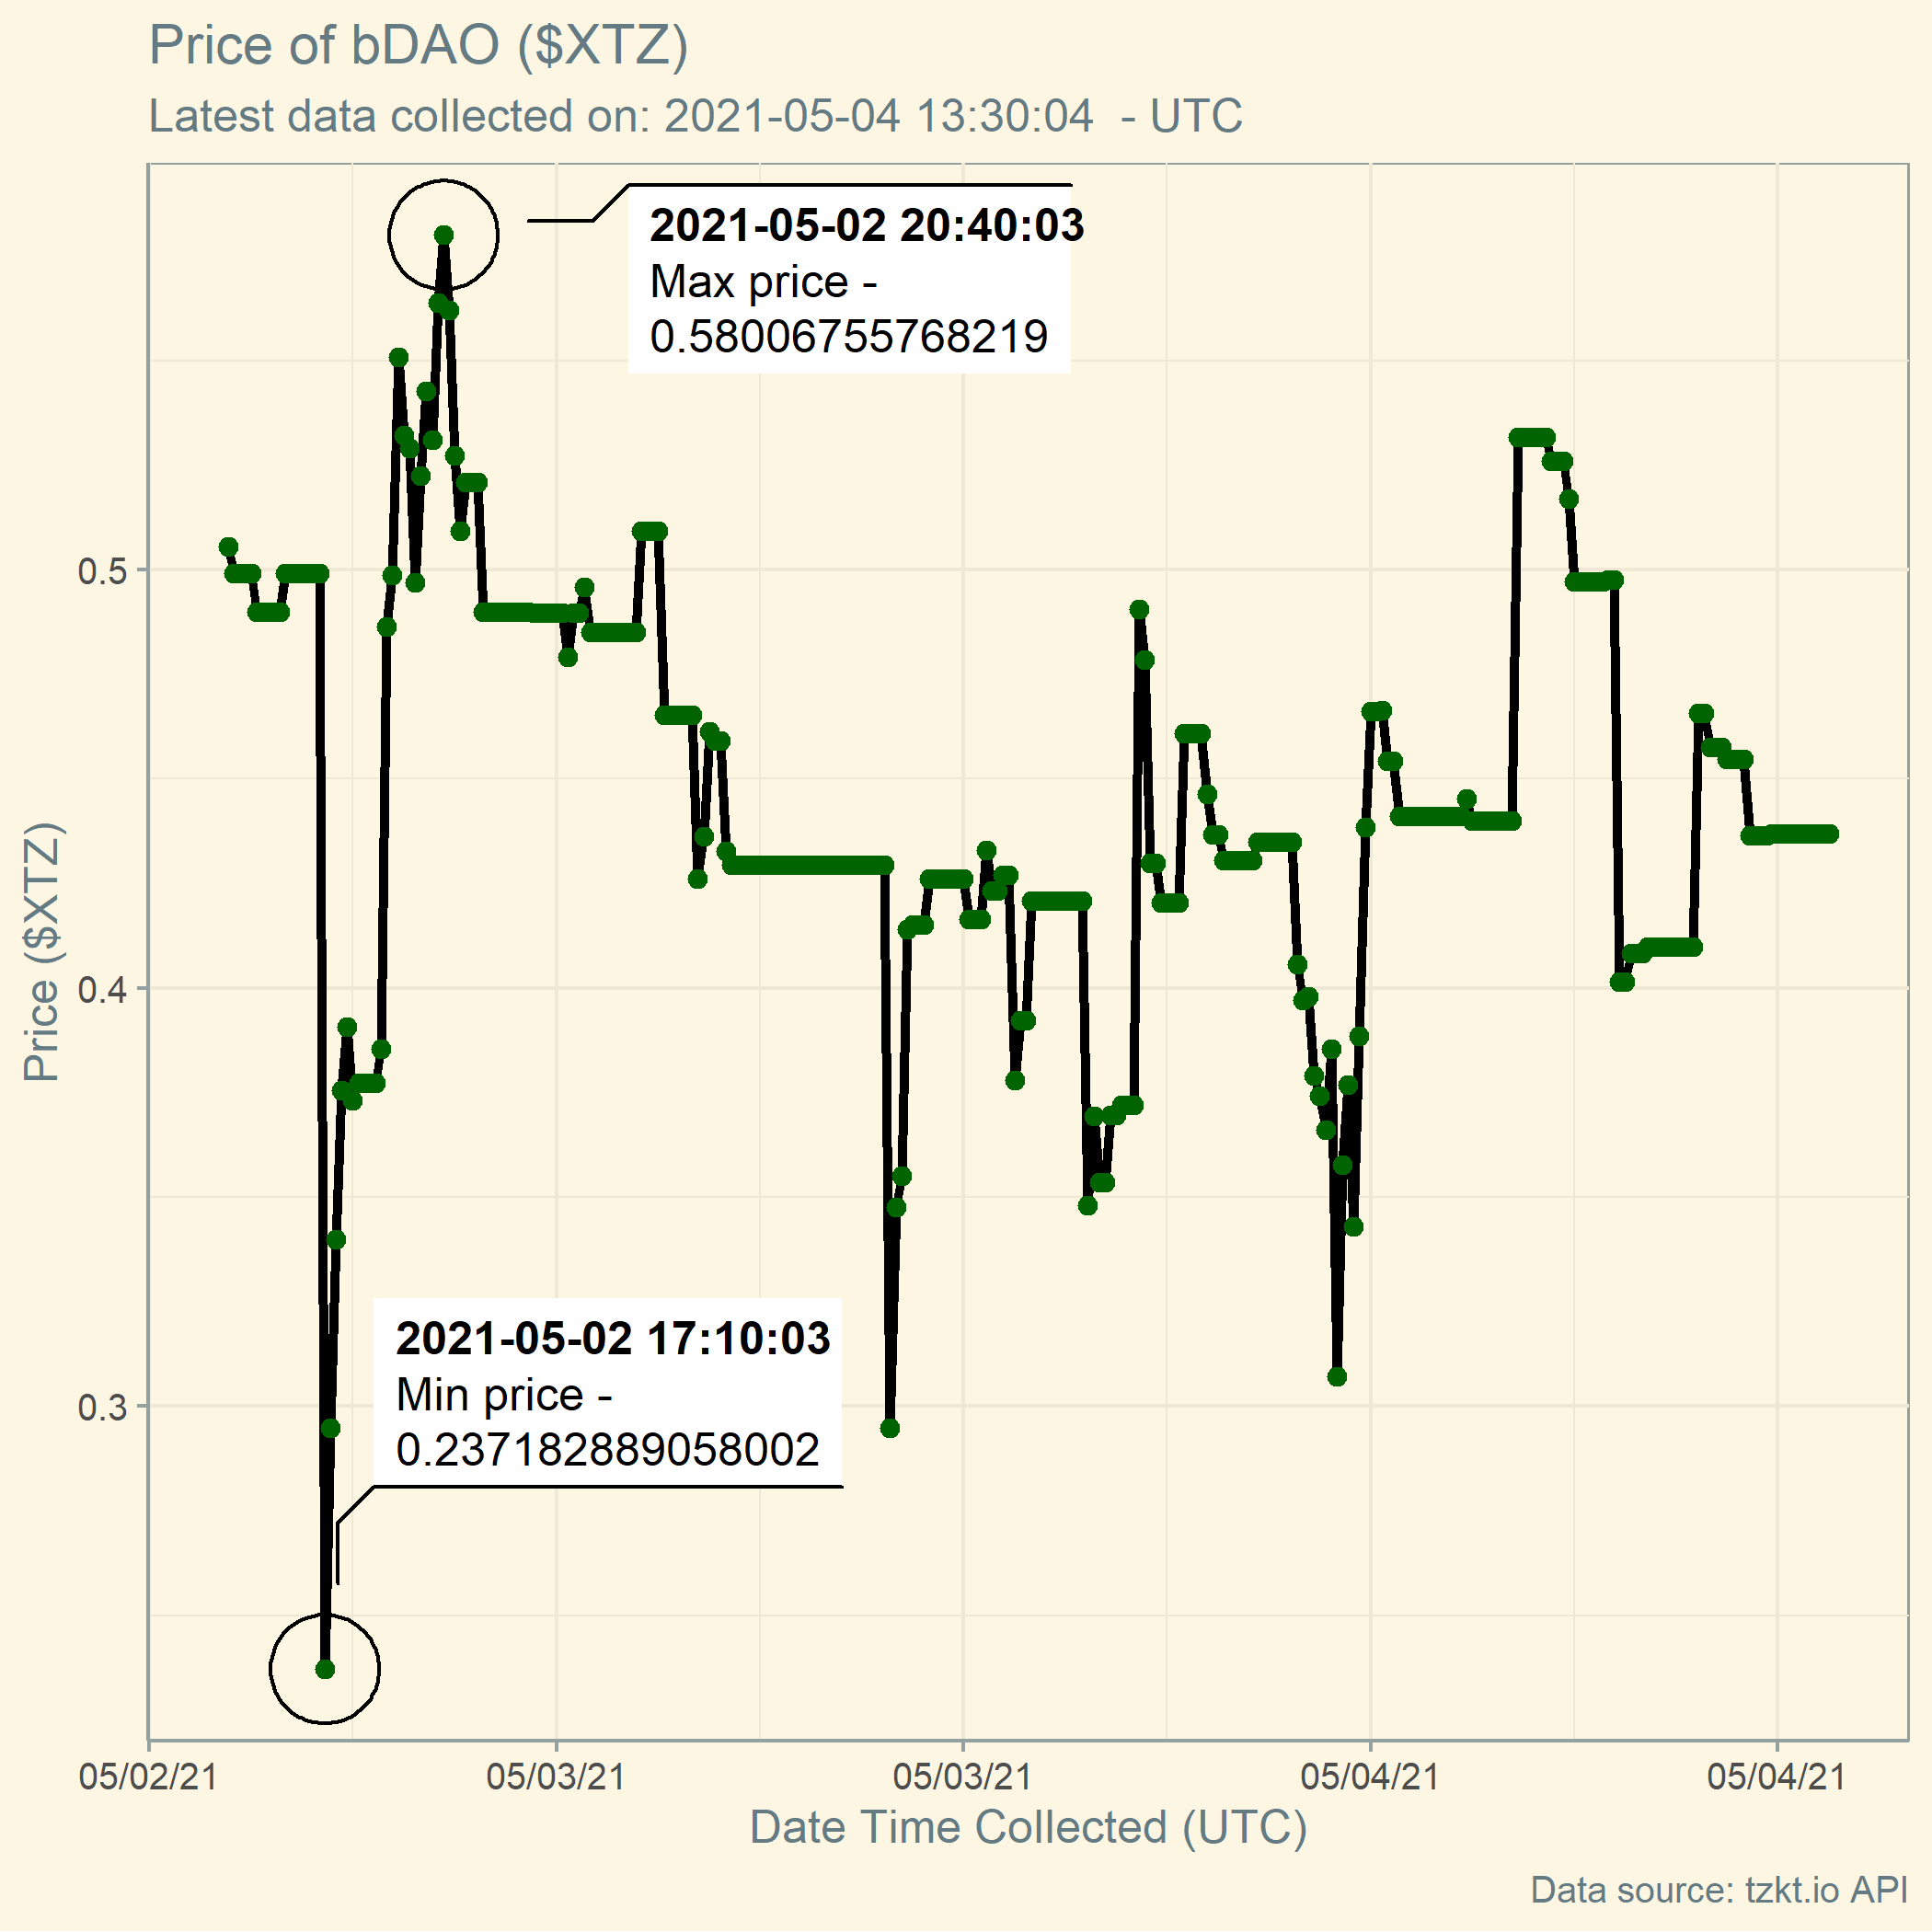 Price of bDAO ($XTZ)
Latest data collected on: 2021-05-04 13:30:04  - UTC
2021-05-02 20:40:03
Max price -
0.58006755768219
0.5
0.4
0.3
Price ($XTZ)
2021-05-02 17:10:03
Min price -
0.237182889058002
05/02/21
05/03/21
05/03/21
05/04/21
05/04/21
Date Time Collected (UTC)
Data source: tzkt.io API